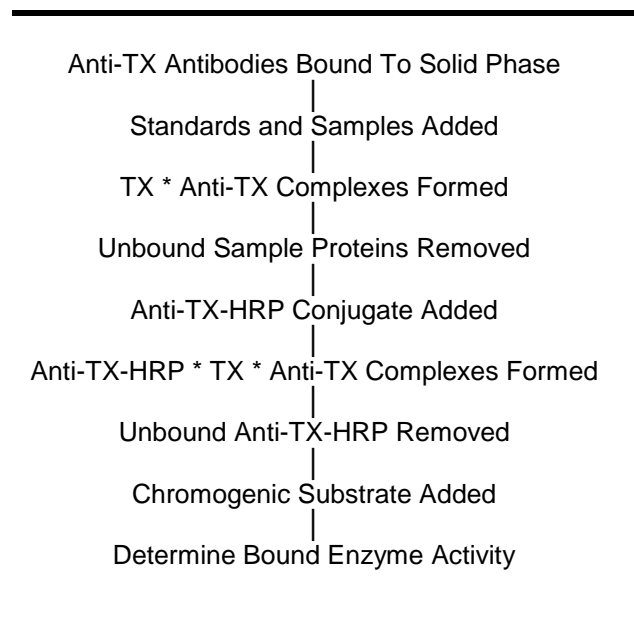 Anti-TX Antibodies Bound To Solid Phase
Standards and Samples Added
TX * Anti-TX Complexes Formed
Unbound Sample Proteins Removed
Anti-TX-HRP Conjugate Added
Anti-TX-HRP * TX * Anti-TX Complexes Formed
Unbound Anti-TX-HRP Removed
Chromogenic Substrate Added
Determine Bound Enzyme Activity